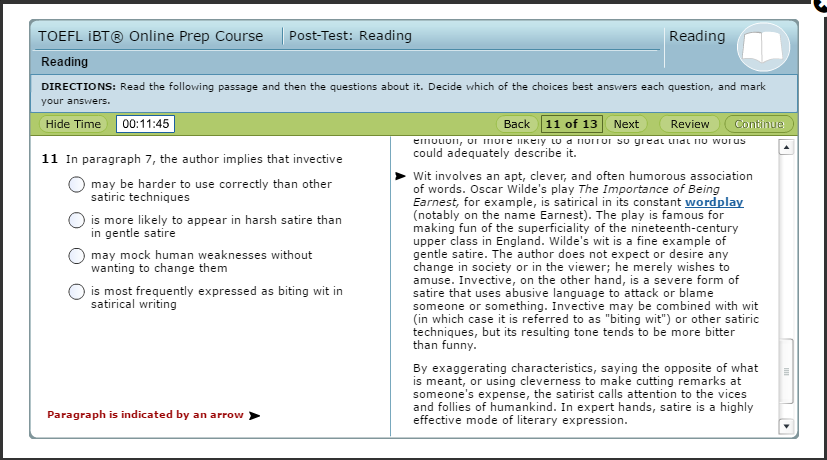 TOEFL iBT® Online Prep Course
Post-Test: Reading
Reading
Reading
DIRECTIONS: Read the following passage and then the questions about it. Decide which of the choices best answers each question, and mark
your answers.
Hide Time
00:11:45
Back
11 of 13
Next
Review
Continue
11 In paragraph 7, the author implies that invective
may be harder to use correctly than other
satiric techniques
is more likely to appear in harsh satire than
in gentle satire
may mock human weaknesses without
wanting to change them
is most frequently expressed as biting wit in
satirical writing
Paragraph is indicated by an arrow
emotion, or more likely to a horror so great that no words
could adequately describe it.
Wit involves an apt, clever, and often humorous association
of words. Oscar Wilde's play The Importance of Being
Earnest, for example, is satirical in its constant wordplay
(notably on the name Earnest). The play is famous for
making fun of the superficiality of the nineteenth-century
upper class in England. Wilde's wit is a fine example of
gentle satire. The author does not expect or desire any
change in society or in the viewer; he merely wishes to
amuse. Invective, on the other hand, is a severe form of
satire that uses abusive language to attack or blame
someone or something. Invective may be combined with wit
(in which case it is referred to as "biting wit") or other satiric
techniques, but its resulting tone tends to be more bitter
than funny.
By exaggerating characteristics, saying the opposite of what
is meant, or using cleverness to make cutting remarks at
someone's expense, the satirist calls attention to the vices
and follies of humankind. In expert hands, satire is a highly
effective mode of literary expression.